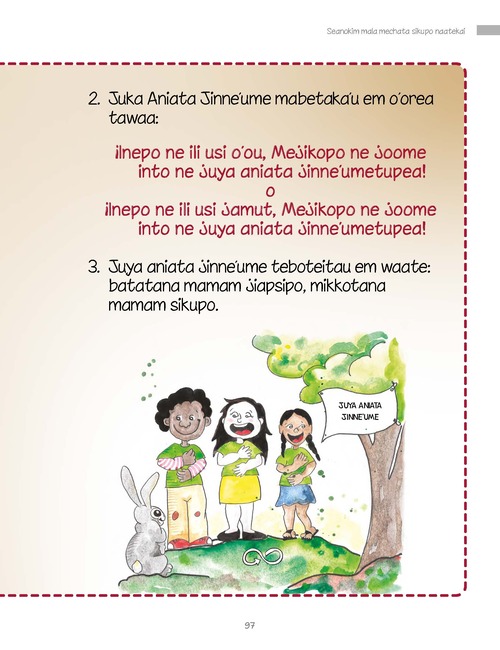 Seanokim mala mechata sikupo naatekai
2. Juka Aniata Jinne'ume mabetaka'u em o'orea
tawaa:
¡Inepo ne ili usi o'ou, Mejikopo ne joome
into ne juya aniata jinne'umetupea!
o
¡Inepo ne ili usi jamut, Mejikopo ne joome
into ne juya aniata jinne'umetupea!
3. Juya aniata jinne'ume teboteitau em waate:
batatana mamam jiapsipo, mikkotana
mamam sikupo.
JUYA ANIATA
JINNE'UME
97